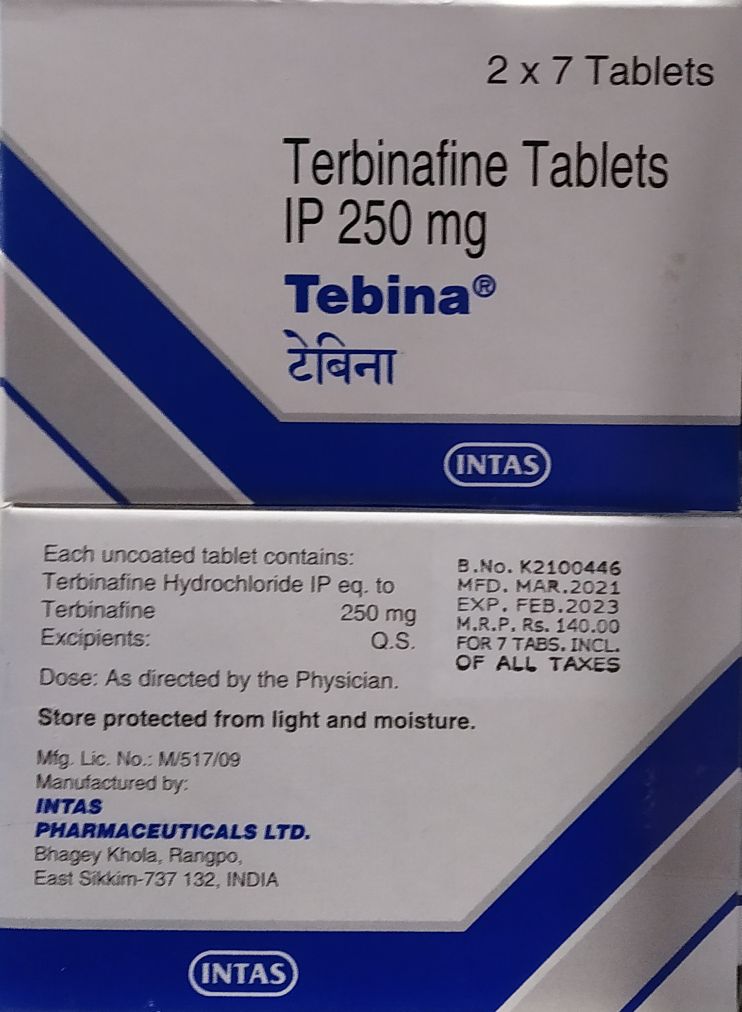 2 x 7 Tablets
Terbinafine Tablets
IP 250 mg
Tebina®
टेबिना
INTAS
Each uncoated tablet contains:
Terbinafine Hydrochloride IP eq. to
Terbinafine 250 mg
Excipients: Q.S.
Dose: As directed by the Physician.
Store protected from light and moisture.
Mfg. Lic. No.: M/517/09
Manufactured by:
INTAS
PHARMACEUTICALS LTD.
Bhagey Khola, Rangpo,
East Sikkim-737 132, INDIA
B.No. K2100446
MFD. MAR.2021
EXP. FEB.2023
M.R.P. Rs. 140.00
FOR 7 TABS. INCL.
OF ALL TAXES
INTAS